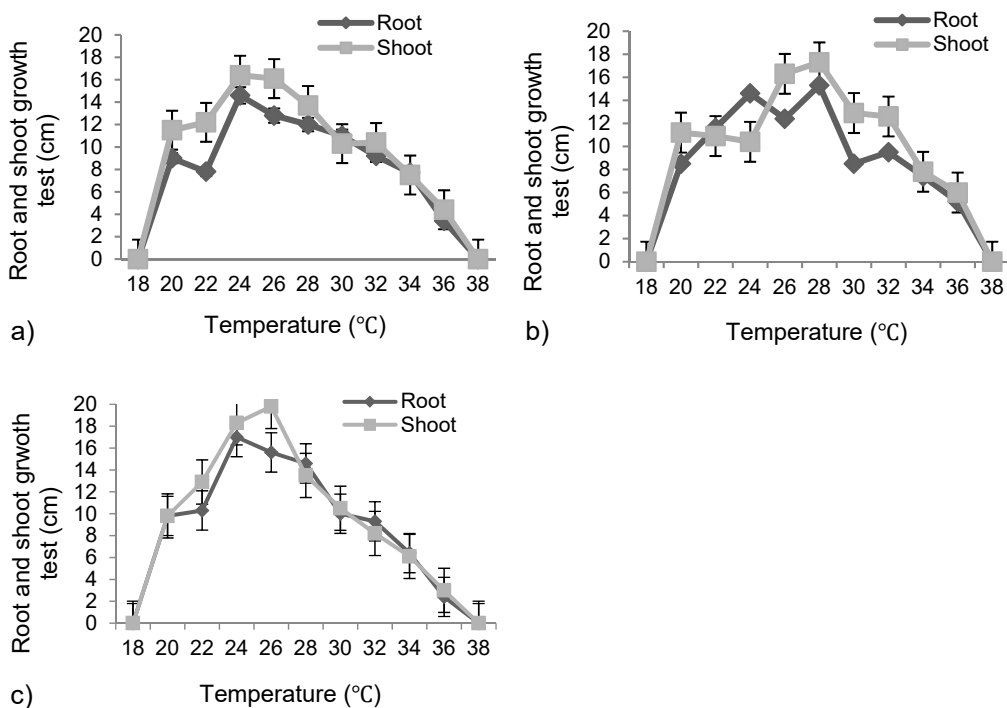 Root
Shoot
Root and shoot growth
test (cm)
20
18
16
14
12
10
8
6
4
2
0
18 20 22 24 26 28 30 32 34 36 38
Temperature (℃)
a)
Root
Shoot
Root and shoot growth
test (cm)
20
18
16
14
12
10
8
6
4
2
0
18 20 22 24 26 28 30 32 34 36 38
Temperature (℃)
b)
Root
Shoot
Root and shoot grwoth
test (cm)
20
18
16
14
12
10
8
6
4
2
0
18 20 22 24 26 28 30 32 34 36 38
Temperature (℃)
c)